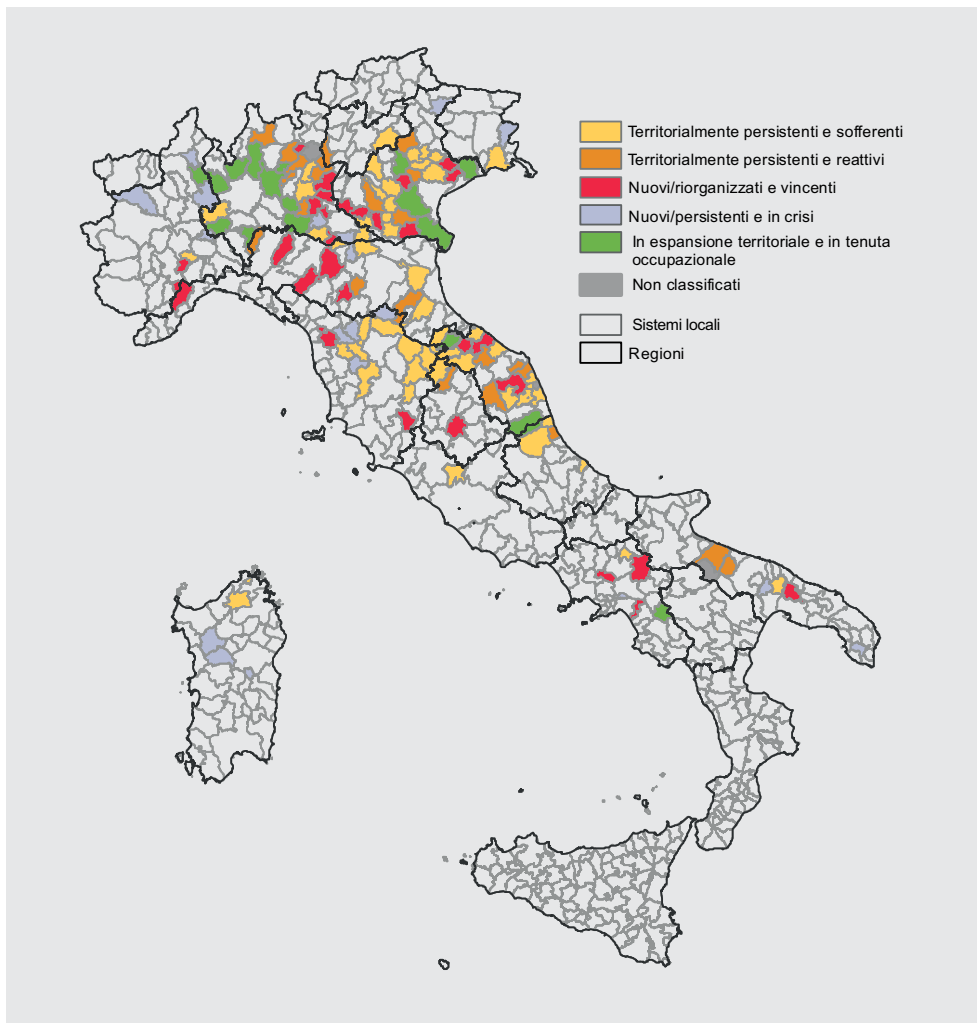 Territorialmente persistenti e sofferenti
Territorialmente persistenti e reattivi
Nuovi/riorganizzati e vincenti
Nuovi/persistenti e in crisi
In espansione territoriale e in tenuta
occupazionale
Non classificati
Sistemi locali
Regioni